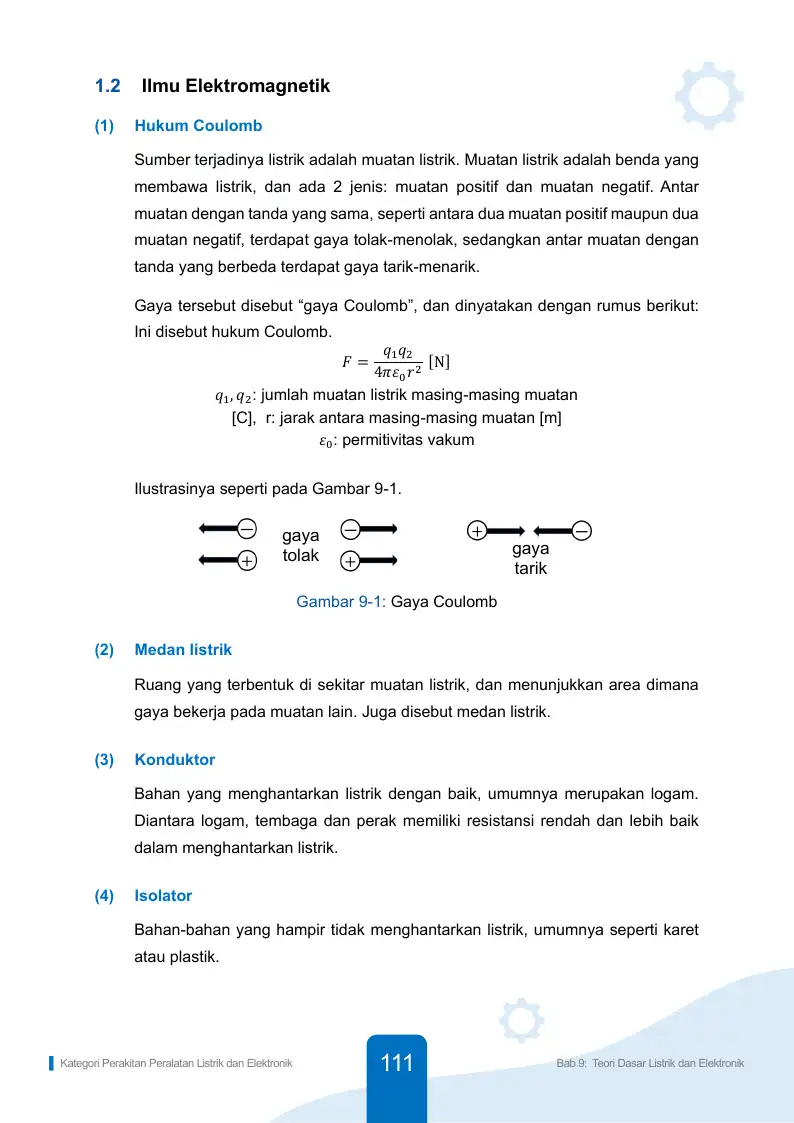 1.2 Ilmu Elektromagnetik
(1) Hukum Coulomb
Sumber terjadinya listrik adalah muatan listrik. Muatan listrik adalah benda yang
membawa listrik, dan ada 2 jenis: muatan positif dan muatan negatif. Antar
muatan dengan tanda yang sama, seperti antara dua muatan positif maupun dua
muatan negatif, terdapat gaya tolak-menolak, sedangkan antar muatan dengan
tanda yang berbeda terdapat gaya tarik-menarik.
Gaya tersebut disebut “gaya Coulomb”, dan dinyatakan dengan rumus berikut:
Ini disebut hukum Coulomb.
F = q₁q₂ / 4πε₀r² [N]
q₁, q₂: jumlah muatan listrik masing-masing muatan
[C], r: jarak antara masing-masing muatan [m]
ε₀: permitivitas vakum
Ilustrasinya seperti pada Gambar 9-1.
− gaya − + −
+ tolak + gaya
tarik
Gambar 9-1: Gaya Coulomb
(2) Medan listrik
Ruang yang terbentuk di sekitar muatan listrik, dan menunjukkan area dimana
gaya bekerja pada muatan lain. Juga disebut medan listrik.
(3) Konduktor
Bahan yang menghantarkan listrik dengan baik, umumnya merupakan logam.
Diantara logam, tembaga dan perak memiliki resistansi rendah dan lebih baik
dalam menghantarkan listrik.
(4) Isolator
Bahan-bahan yang hampir tidak menghantarkan listrik, umumnya seperti karet
atau plastik.
Kategori Perakitan Peralatan Listrik dan Elektronik 111 Bab 9: Teori Dasar Listrik dan Elektronik